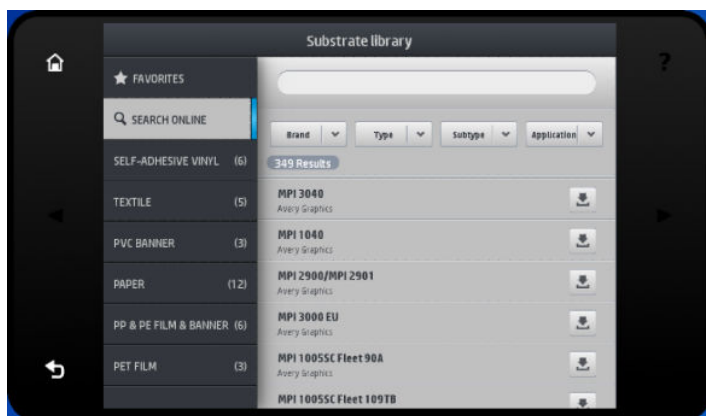 Substrate library
?
FAVORITES
SEARCH ONLINE
SELF-ADHESIVE VINYL (6)
TEXTILE (5)
PVC BANNER (3)
PAPER (12)
PP & PE FILM & BANNER (6)
PET FILM (3)
Brand Type Subtype Application
349 Results
MPI 3040
Avery Graphics
MPI 1040
Avery Graphics
MPI 2900/MPI 2901
Avery Graphics
MPI 3000 EU
Avery Graphics
MPI 1005SC Fleet 90A
Avery Graphics
MPI 1005SC Fleet 109TB